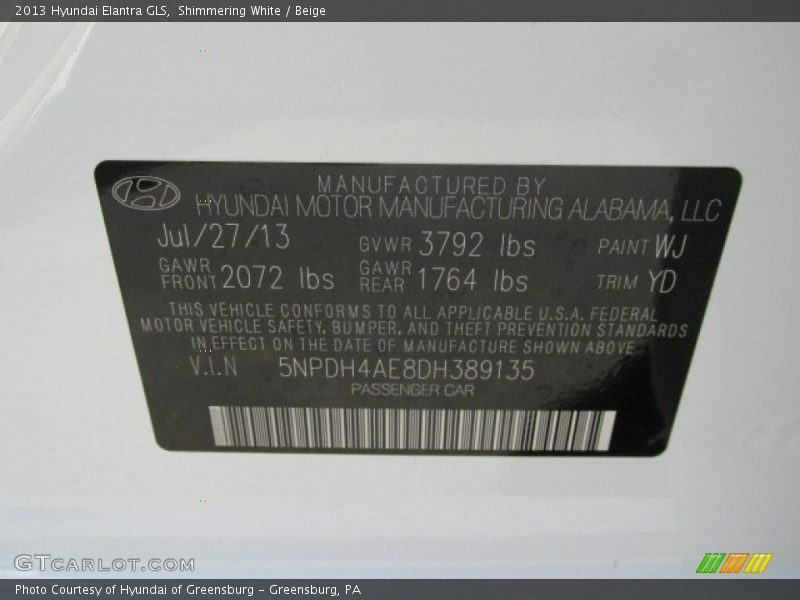 2013 Hyundai Elantra GLS,  Shimmering White / Beige
MANUFACTURED BY
HYUNDAI MOTOR MANUFACTURING ALABAMA, LLC
Jul/27/13 GVWR 3792 lbs PAINT WJ
GAWR FRONT 2072 lbs GAWR REAR 1764 lbs TRIM YD
THIS VEHICLE CONFORMS TO ALL APPLICABLE U.S.A. FEDERAL
MOTOR VEHICLE SAFETY, BUMPER, AND THEFT PREVENTION STANDARDS
IN EFFECT ON THE DATE OF MANUFACTURE SHOWN ABOVE
V.I.N 5NPDH4AE8DH389135
PASSENGER CAR
GTCARLOT.COM
Photo Courtesy of Hyundai of Greensburg - Greensburg, PA